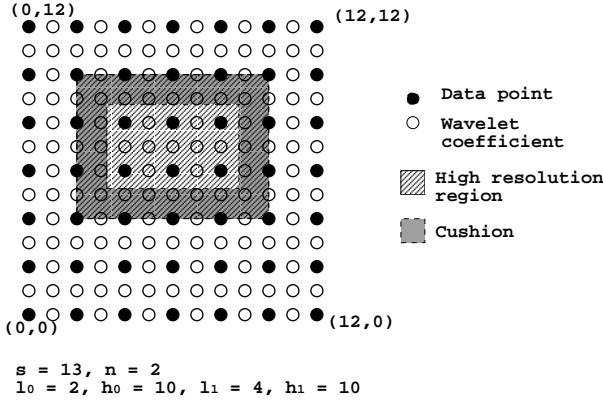 (0,12)
(12,12)
Data point
Wavelet
coefficient
High resolution
region
Cushion
(0,0)
(12,0)
s = 13, n = 2
l₀ = 2, h₀ = 10, l₁ = 4, h₁ = 10